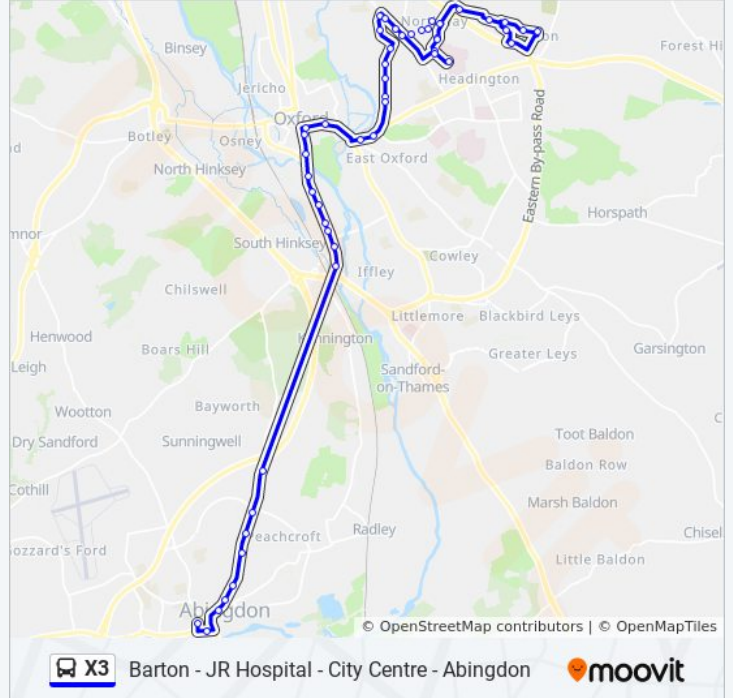 Binsey
Forest Hi
Headington
Jericho
Oxford
Botley
Osney
East Oxford
North Hinksey
Eastern By-pass Road
Horspath
South Hinksey
Cowley
Iffley
Chilswell
Littlemore
Blackbird Leys
Henwood
Boars Hill
Greater Leys
Garsington
Leigh
Sandford-
on-Thames
Wootton
Bayworth
Dry Sandford
Sunningwell
Toot Baldon
Baldon Row
Cothill
Marsh Baldon
Radley
Chisel
Little Baldon
Abingdon
© OpenStreetMap contributors | © OpenMapTiles
X3 Barton - JR Hospital - City Centre - Abingdon moovit